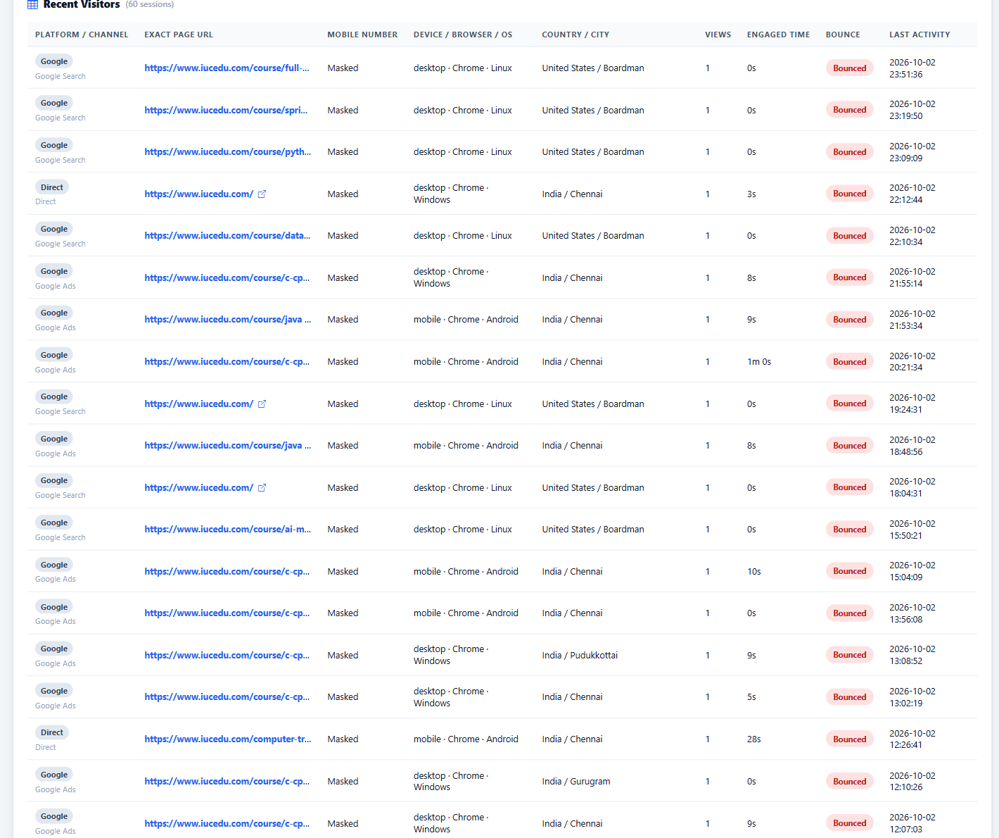 Recent Visitors (60 sessions)
PLATFORM / CHANNEL EXACT PAGE URL MOBILE NUMBER DEVICE / BROWSER / OS COUNTRY / CITY VIEWS ENGAGED TIME BOUNCE LAST ACTIVITY
Google
Google Search
https://www.iucedu.com/course/full-... Masked desktop · Chrome · Linux United States / Boardman 1 0s Bounced
2026-10-02
23:51:36
Google
Google Search
https://www.iucedu.com/course/spri... Masked desktop · Chrome · Linux United States / Boardman 1 0s Bounced
2026-10-02
23:19:50
Google
Google Search
https://www.iucedu.com/course/pyth... Masked desktop · Chrome · Linux United States / Boardman 1 0s Bounced
2026-10-02
23:09:09
Direct
Direct
https://www.iucedu.com/ Masked
desktop · Chrome ·
Windows
India / Chennai 1 3s Bounced
2026-10-02
22:12:44
Google
Google Search
https://www.iucedu.com/course/data... Masked desktop · Chrome · Linux United States / Boardman 1 0s Bounced
2026-10-02
22:10:34
Google
Google Ads
https://www.iucedu.com/course/c-cp... Masked
desktop · Chrome ·
Windows
India / Chennai 1 8s Bounced
2026-10-02
21:55:14
Google
Google Ads
https://www.iucedu.com/course/java ... Masked mobile · Chrome · Android India / Chennai 1 9s Bounced
2026-10-02
21:53:34
Google
Google Ads
https://www.iucedu.com/course/c-cp... Masked mobile · Chrome · Android India / Chennai 1 1m 0s Bounced
2026-10-02
20:21:34
Google
Google Search
https://www.iucedu.com/ Masked desktop · Chrome · Linux United States / Boardman 1 0s Bounced
2026-10-02
19:24:31
Google
Google Ads
https://www.iucedu.com/course/java ... Masked mobile · Chrome · Android India / Chennai 1 8s Bounced
2026-10-02
18:48:56
Google
Google Search
https://www.iucedu.com/ Masked desktop · Chrome · Linux United States / Boardman 1 0s Bounced
2026-10-02
18:04:31
Google
Google Search
https://www.iucedu.com/course/ai-m... Masked desktop · Chrome · Linux United States / Boardman 1 0s Bounced
2026-10-02
15:50:21
Google
Google Ads
https://www.iucedu.com/course/c-cp... Masked mobile · Chrome · Android India / Chennai 1 10s Bounced
2026-10-02
15:04:09
Google
Google Ads
https://www.iucedu.com/course/c-cp... Masked mobile · Chrome · Android India / Chennai 1 0s Bounced
2026-10-02
13:56:08
Google
Google Ads
https://www.iucedu.com/course/c-cp... Masked
desktop · Chrome ·
Windows
India / Pudukkottai 1 9s Bounced
2026-10-02
13:08:52
Google
Google Ads
https://www.iucedu.com/course/c-cp... Masked
desktop · Chrome ·
Windows
India / Chennai 1 5s Bounced
2026-10-02
13:02:19
Direct
Direct
https://www.iucedu.com/computer-tr... Masked mobile · Chrome · Android India / Chennai 1 28s Bounced
2026-10-02
12:26:41
Google
Google Ads
https://www.iucedu.com/course/c-cp... Masked
desktop · Chrome ·
Windows
India / Gurugram 1 0s Bounced
2026-10-02
12:10:26
Google
Google Ads
https://www.iucedu.com/course/c-cp... Masked
desktop · Chrome ·
Windows
India / Chennai 1 9s Bounced
2026-10-02
12:07:03